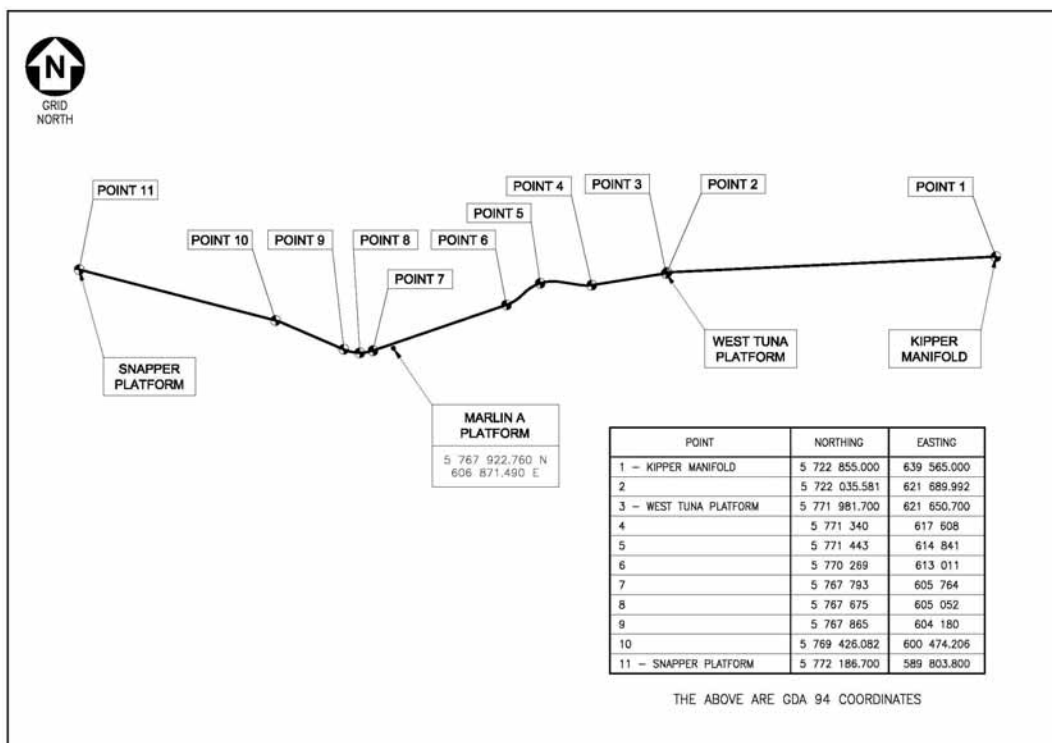 N
GRID
NORTH
POINT 11
POINT 10
POINT 9
POINT 8
POINT 7
POINT 6
POINT 5
POINT 4
POINT 3
POINT 2
POINT 1
SNAPPER
PLATFORM
MARLIN A
PLATFORM
5 767 922.760 N
606 871.490 E
WEST TUNA
PLATFORM
KIPPER
MANIFOLD
POINT NORTHING EASTING
1 – KIPPER MANIFOLD 5 722 855.000 639 565.000
2 5 722 035.581 621 689.992
3 – WEST TUNA PLATFORM 5 771 981.700 621 650.700
4 5 771 340 617 608
5 5 771 443 614 841
6 5 770 269 613 011
7 5 767 793 605 764
8 5 767 675 605 052
9 5 767 865 604 180
10 5 769 426.082 600 474.206
11 – SNAPPER PLATFORM 5 772 186.700 589 803.800
THE ABOVE ARE GDA 94 COORDINATES